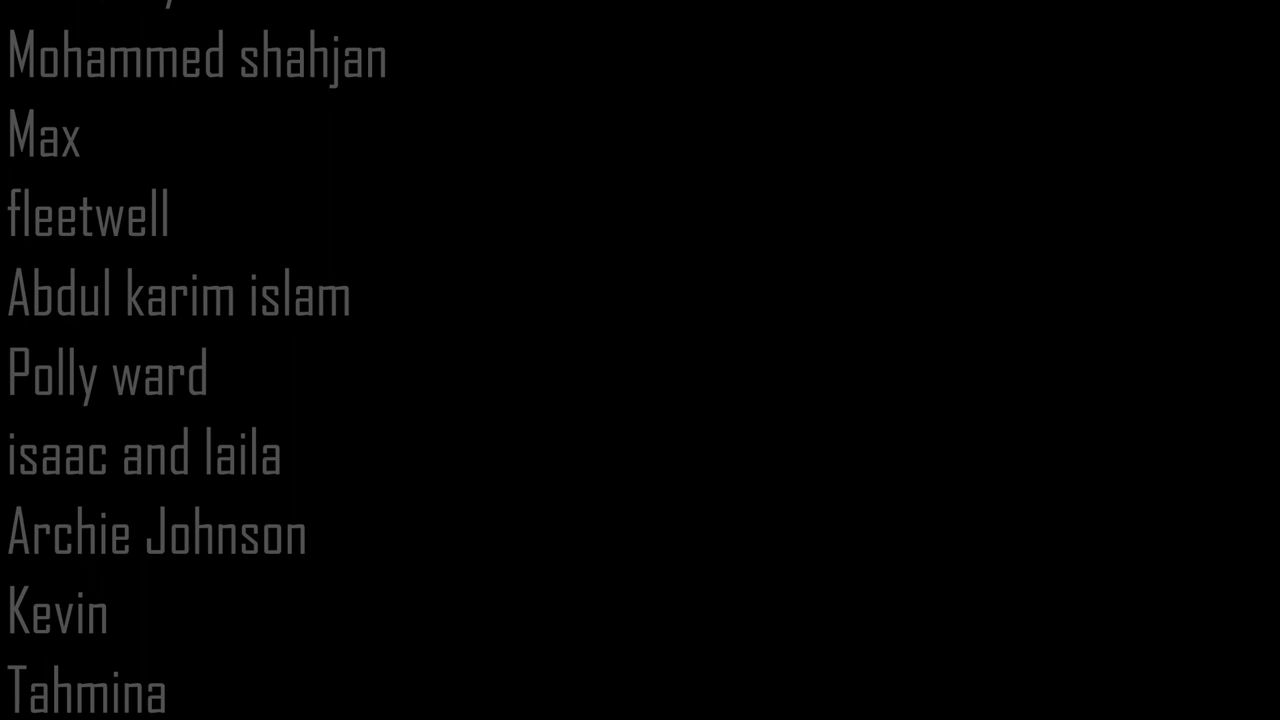 Mohammed shahjan
Max
fleetwell
Abdul karim islam
Polly ward
isaac and laila
Archie Johnson
Kevin
Tahmina